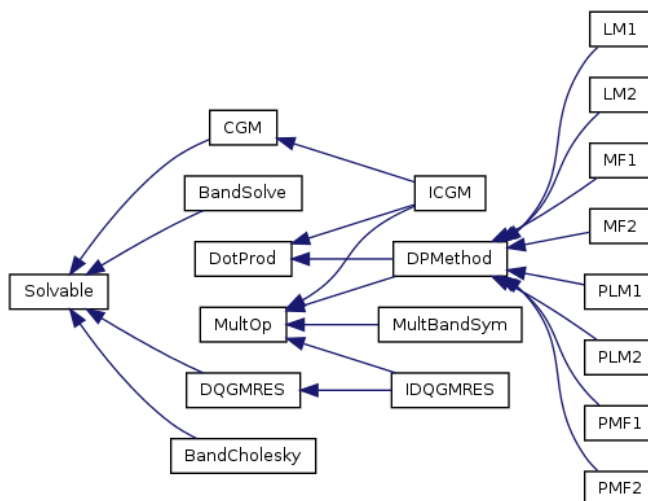 LM1
LM2
CGM
MF1
BandSolve
ICGM
MF2
DotProd
DPMethod
Solvable
PLM1
MultOp
MultBandSym
PLM2
DQGMRES
IDQGMRES
PMF1
BandCholesky
PMF2